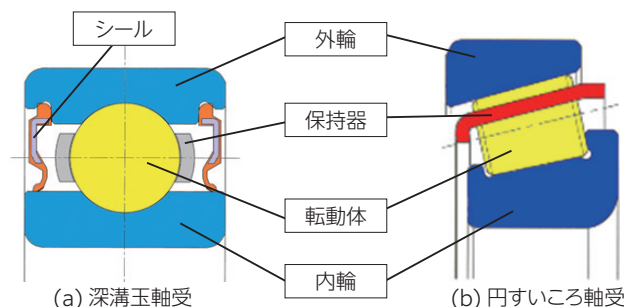 シール
外輪
保持器
転動体
内輪
(a) 深溝玉軸受
(b) 円すいころ軸受